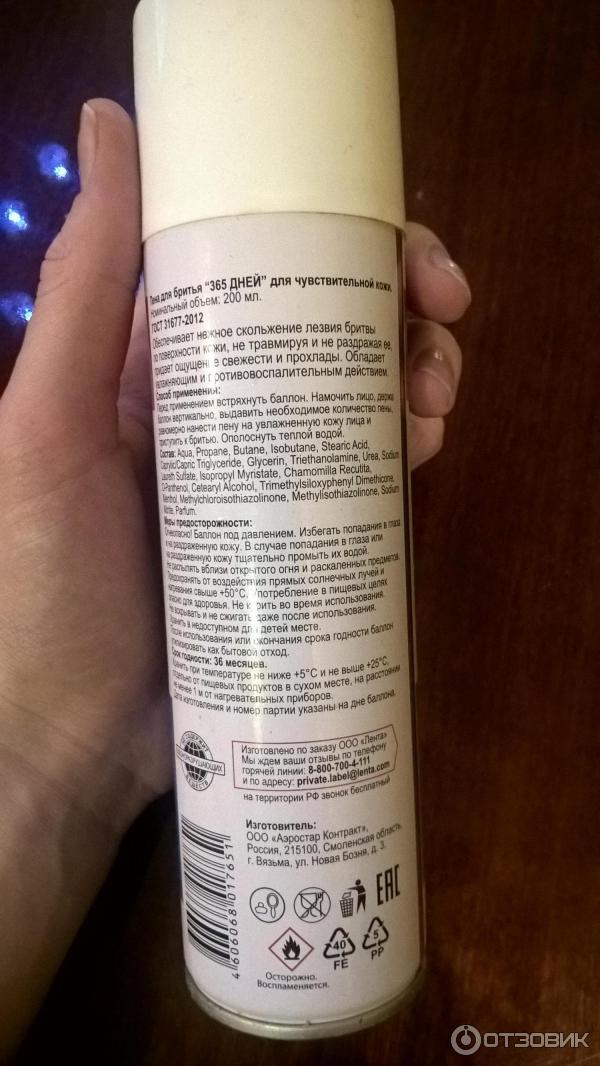 Пена для бритья "365 ДНЕЙ" для чувствительной кожи.
Номинальный объем: 200 мл.
ГОСТ 31677-2012
Обеспечивает нежное скольжение лезвия бритвы
по поверхности кожи, не травмируя и не раздражая ее,
придает ощущение свежести и прохлады. Обладает
увлажняющим и противовоспалительным действием.
Способ применения:
Перед применением встряхнуть баллон. Намочить лицо, держа
баллон вертикально, выдавить необходимое количество пены,
равномерно нанести пену на увлажненную кожу лица и
приступить к бритью. Ополоснуть теплой водой.
Состав: Aqua, Propane, Butane, Isobutane, Stearic Acid,
Caprylic/Capric Triglyceride, Glycerin, Triethanolamine, Urea, Sodium
Laureth Sulfate, Isopropyl Myristate, Chamomilla Recutita,
D-Panthenol, Cetearyl Alcohol, Trimethylsiloxyphenyl Dimethicone,
Menthol, Methylchloroisothiazolinone, Methylisothiazolinone, Sodium
Nitrite, Parfum.
Меры предосторожности:
Огнеопасно! Баллон под давлением. Избегать попадания в глаза
и на раздраженную кожу. В случае попадания в глаза или
на раздраженную кожу тщательно промыть их водой.
Не распылять вблизи открытого огня и раскаленных предметов.
Предохранять от воздействия прямых солнечных лучей и
нагревания свыше +50°C. Употребление в пищевых целях
опасно для здоровья. Не курить во время использования.
Не вскрывать и не сжигать даже после использования.
Хранить в недоступном для детей месте.
После использования или окончания срока годности баллон
утилизировать как бытовой отход.
Срок годности: 36 месяцев.
Хранить при температуре не ниже +5°C и не выше +25°C,
отдельно от пищевых продуктов в сухом месте, на расстоянии
не менее 1 м от нагревательных приборов.
Дата изготовления и номер партии указаны на дне баллона.
Изготовлено по заказу ООО «Лента»
Мы ждем ваши отзывы по телефону
горячей линии: 8-800-700-4-111
и по адресу: private.label@lenta.com
на территории РФ звонок бесплатный
Изготовитель:
ООО «Аэростар Контракт»,
Россия, 215100, Смоленская область,
г. Вязьма, ул. Новая Бозня, д. 3.
4 606068 017651
EAC
Осторожно.
Воспламеняется.
40
FE
5
PP
ОТЗОВИК